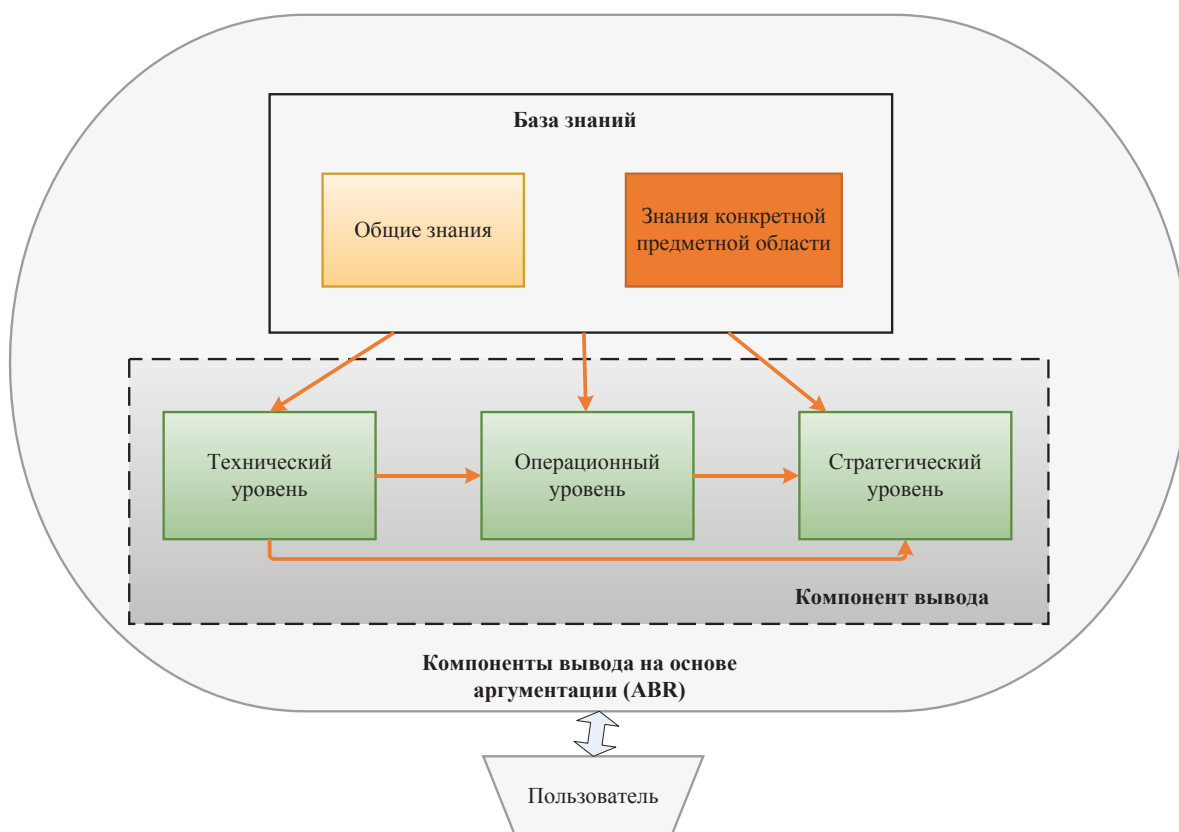 База знаний
Общие знания
Знания конкретной
предметной области
Технический
уровень
Операционный
уровень
Стратегический
уровень
Компонент вывода
Компоненты вывода на основе
аргументации (ABR)
Пользователь